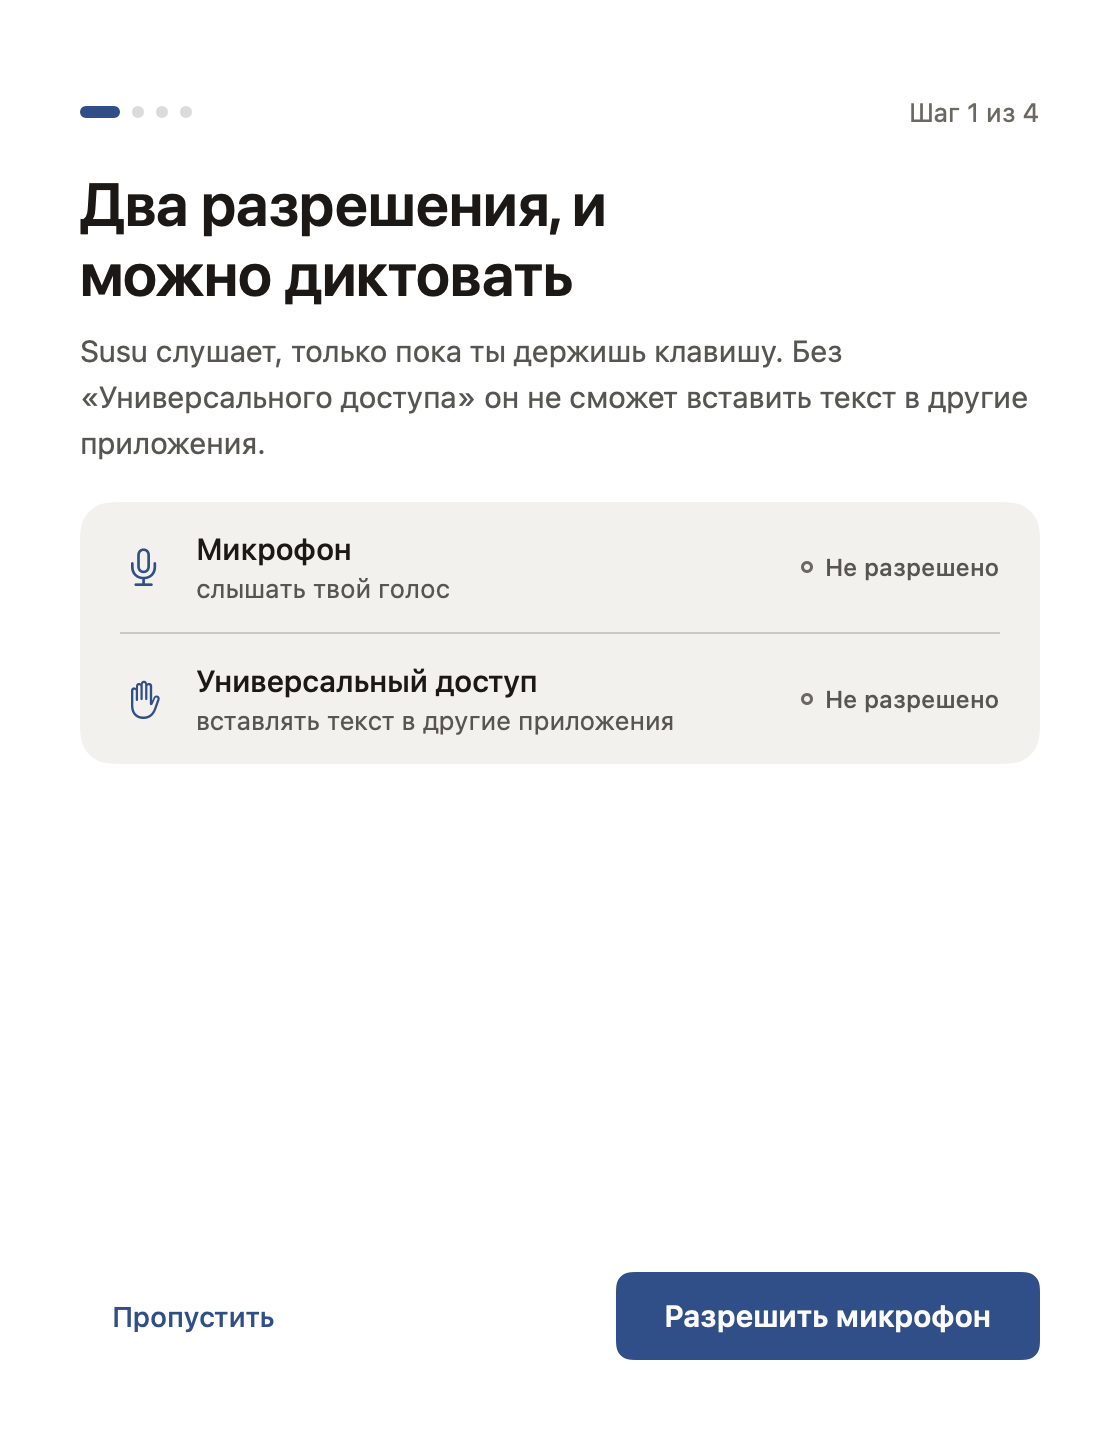 Шаг 1 из 4
Два разрешения, и
можно диктовать
Susu слушает, только пока ты держишь клавишу. Без
«Универсального доступа» он не сможет вставить текст в другие
приложения.
Микрофон
слышать твой голос
Не разрешено
Универсальный доступ
вставлять текст в другие приложения
Не разрешено
Пропустить
Разрешить микрофон